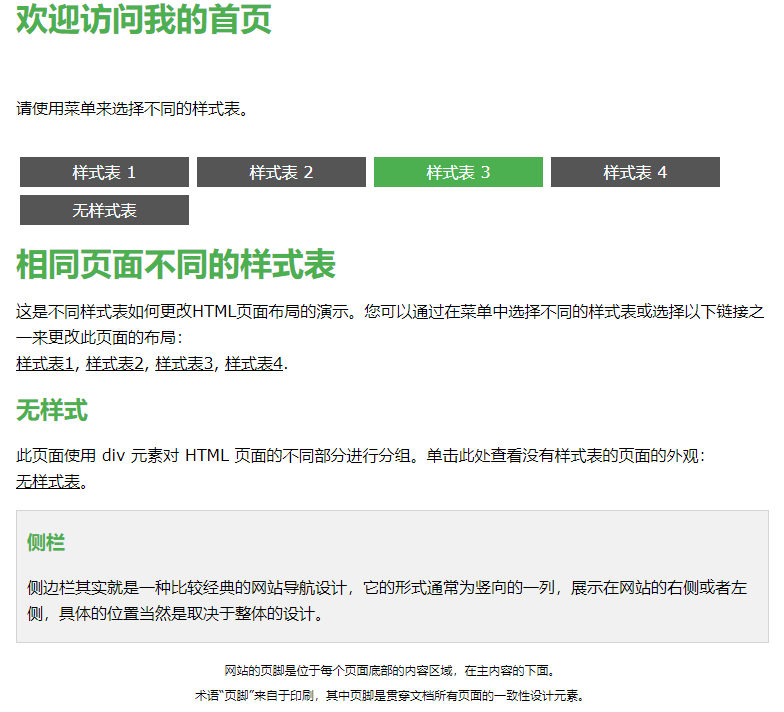 欢迎访问我的首页
请使用菜单来选择不同的样式表。
样式表 1
样式表 2
样式表 3
样式表 4
无样式表
相同页面不同的样式表
这是不同样式表如何更改HTML页面布局的演示。您可以通过在菜单中选择不同的样式表或选择以下链接之
一来更改此页面的布局：
样式表1, 样式表2, 样式表3, 样式表4.
无样式
此页面使用 div 元素对 HTML 页面的不同部分进行分组。单击此处查看没有样式表的页面的外观：
无样式表。
侧栏
侧边栏其实就是一种比较经典的网站导航设计，它的形式通常为竖向的一列，展示在网站的右侧或者左
侧，具体的位置当然是取决于整体的设计。
网站的页脚是位于每个页面底部的内容区域，在主内容的下面。
术语“页脚”来自于印刷，其中页脚是贯穿文档所有页面的一致性设计元素。